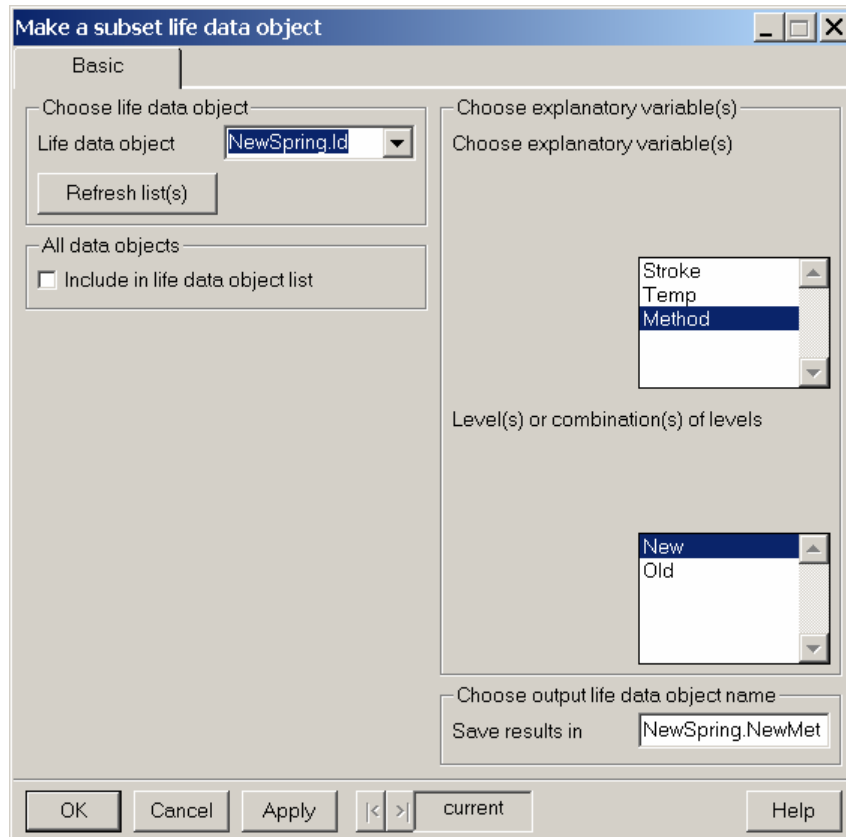 Make a subset life data object
Basic
Choose life data object
Life data object NewSpring.ld
Refresh list(s)
All data objects
Include in life data object list
Choose explanatory variable(s)
Choose explanatory variable(s)
Stroke
Temp
Method
Level(s) or combination(s) of levels
New
Old
Choose output life data object name
Save results in NewSpring.NewMet
OK Cancel Apply |< >| current Help